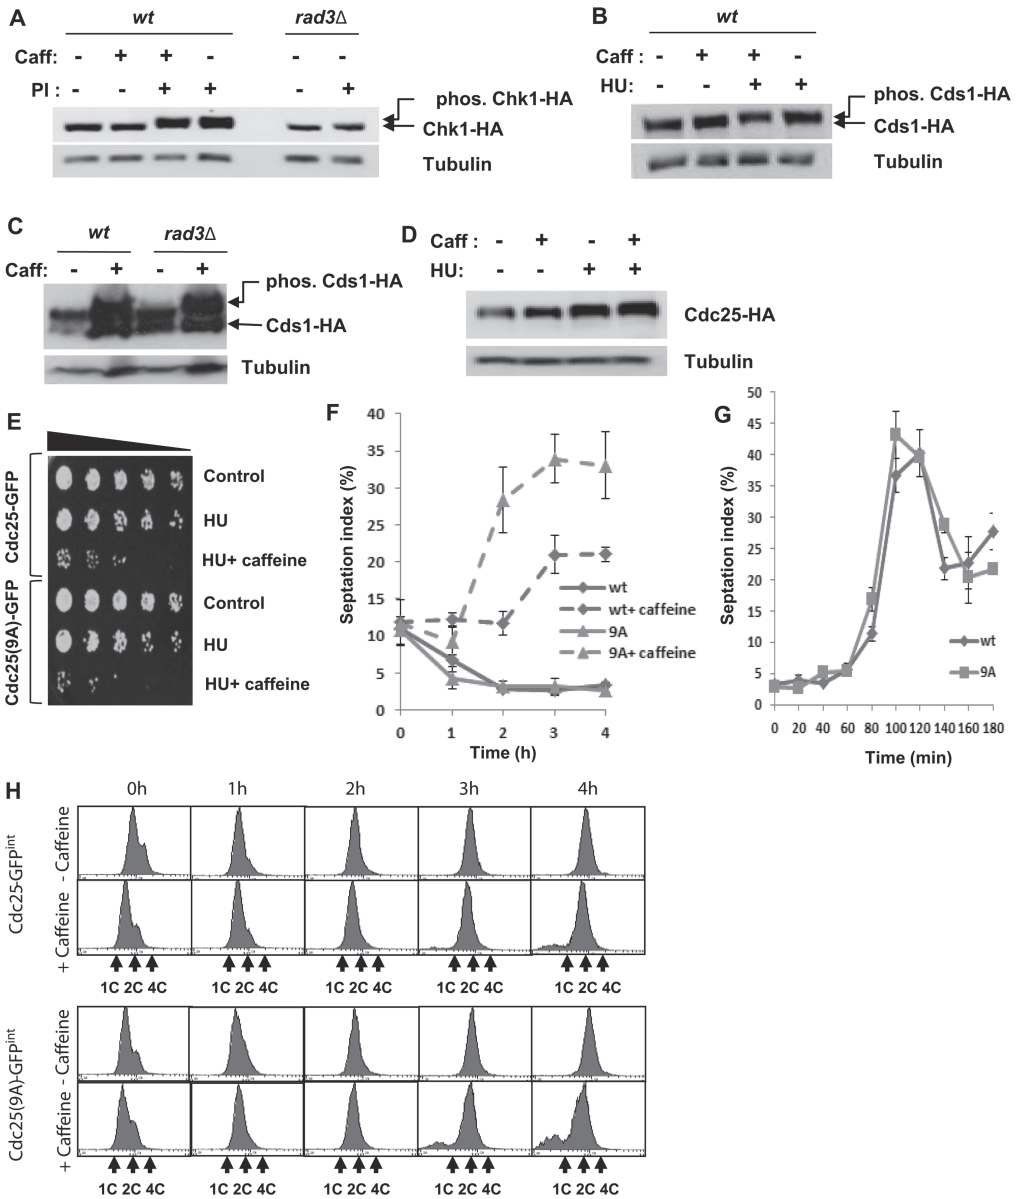 A
wt
rad3Δ
Caff: - + + - - -
PI : - - + + - +
phos. Chk1-HA
Chk1-HA
Tubulin
B
wt
Caff : - + + -
HU: - - + +
phos. Cds1-HA
Cds1-HA
Tubulin
C
wt
rad3Δ
Caff: - + - +
phos. Cds1-HA
Cds1-HA
Tubulin
D
Caff : - + - +
HU: - - + +
Cdc25-HA
Tubulin
E
Cdc25-GFP
Control
HU
HU+ caffeine
Cdc25(9A)-GFP
Control
HU
HU+ caffeine
F
Septation index (%)
40
35
30
25
20
15
10
5
0
0 1 2 3 4
Time (h)
wt
wt+ caffeine
9A
9A+ caffeine
G
Septation index (%)
50
45
40
35
30
25
20
15
10
5
0
0 20 40 60 80 100 120 140 160 180
Time (min)
wt
9A
H
0h 1h 2h 3h 4h
Cdc25-GFPint
- Caffeine
+ Caffeine
1C 2C 4C 1C 2C 4C 1C 2C 4C 1C 2C 4C 1C 2C 4C
Cdc25(9A)-GFPint
- Caffeine
+ Caffeine
1C 2C 4C 1C 2C 4C 1C 2C 4C 1C 2C 4C 1C 2C 4C